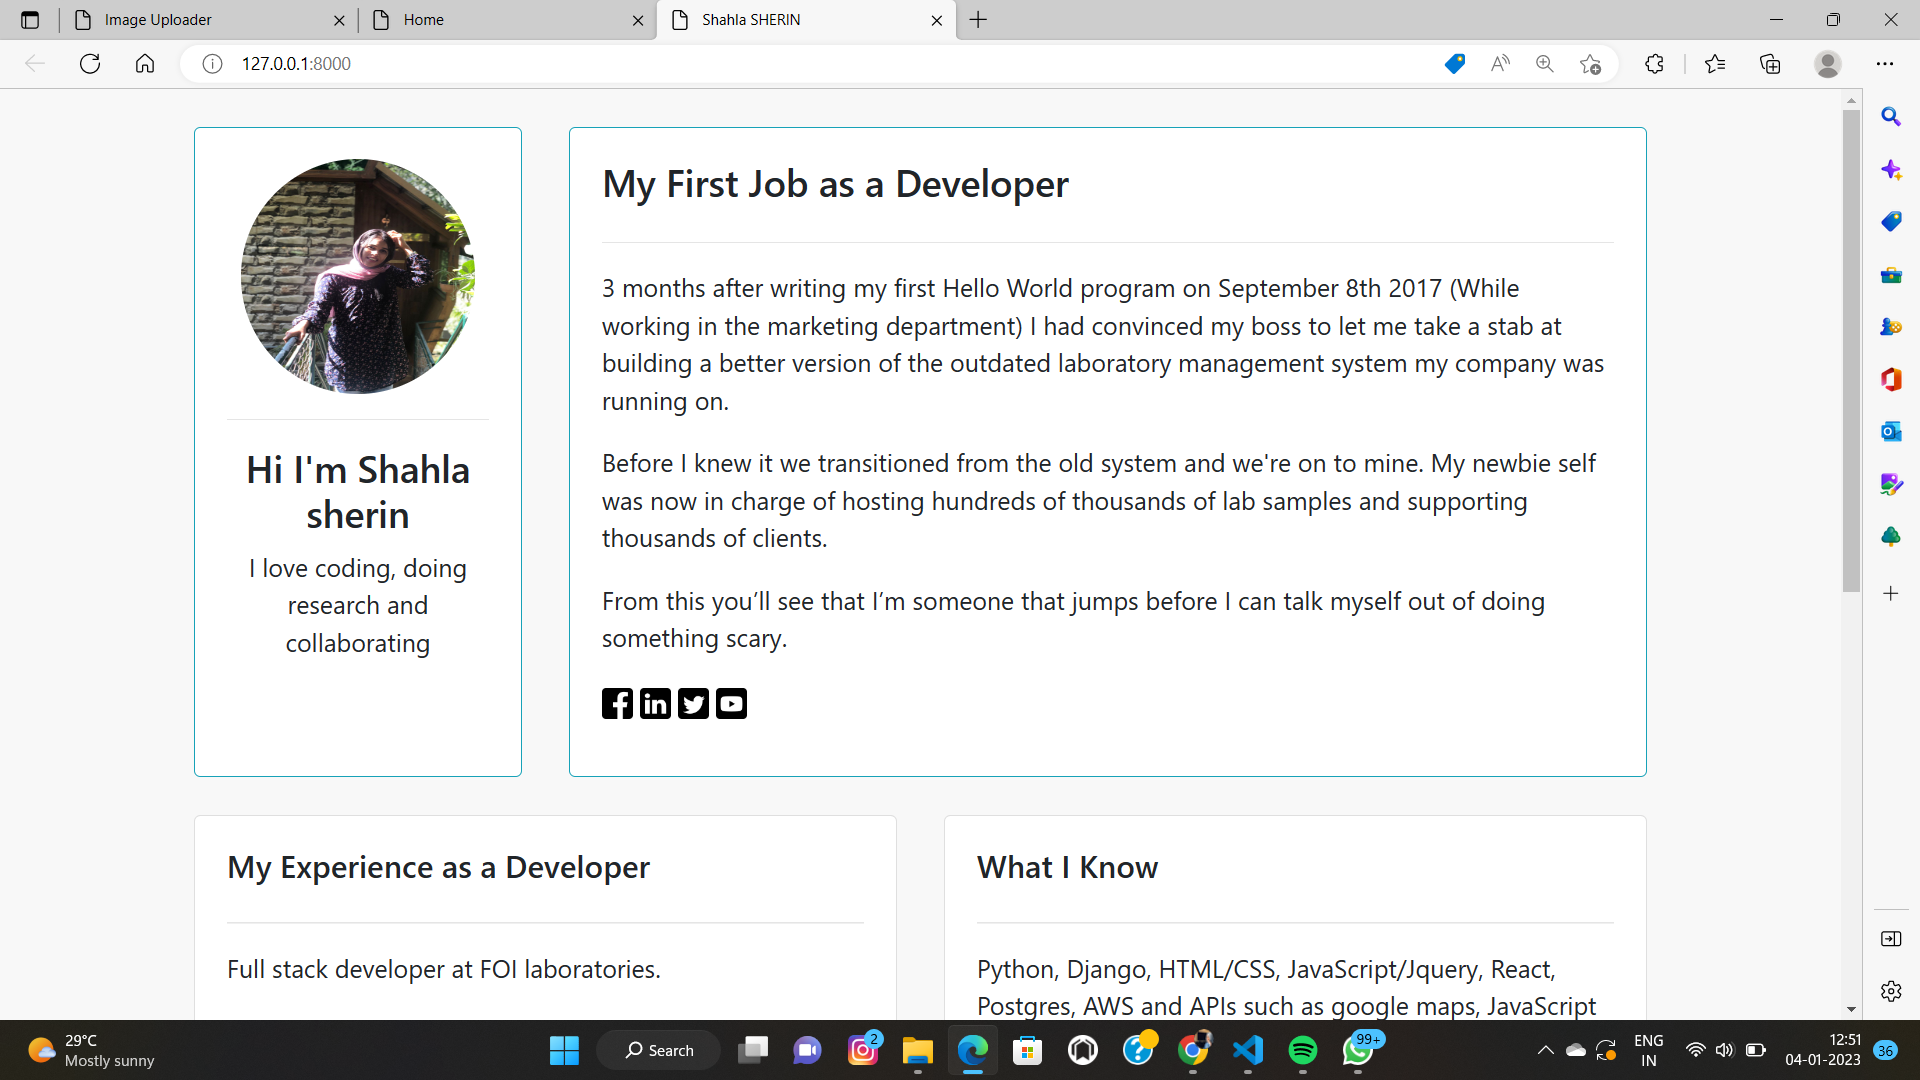 Image Uploader
Home
Shahla SHERIN
127.0.0.1:8000
Hi I'm Shahla
sherin
I love coding, doing
research and
collaborating
My First Job as a Developer
3 months after writing my first Hello World program on September 8th 2017 (While
working in the marketing department) I had convinced my boss to let me take a stab at
building a better version of the outdated laboratory management system my company was
running on.
Before I knew it we transitioned from the old system and we're on to mine. My newbie self
was now in charge of hosting hundreds of thousands of lab samples and supporting
thousands of clients.
From this you’ll see that I’m someone that jumps before I can talk myself out of doing
something scary.
My Experience as a Developer
Full stack developer at FOI laboratories.
What I Know
Python, Django, HTML/CSS, JavaScript/Jquery, React,
Postgres, AWS and APIs such as google maps, JavaScript
29°C
Mostly sunny
Search
2
99+
ENG
IN
12:51
04-01-2023
36